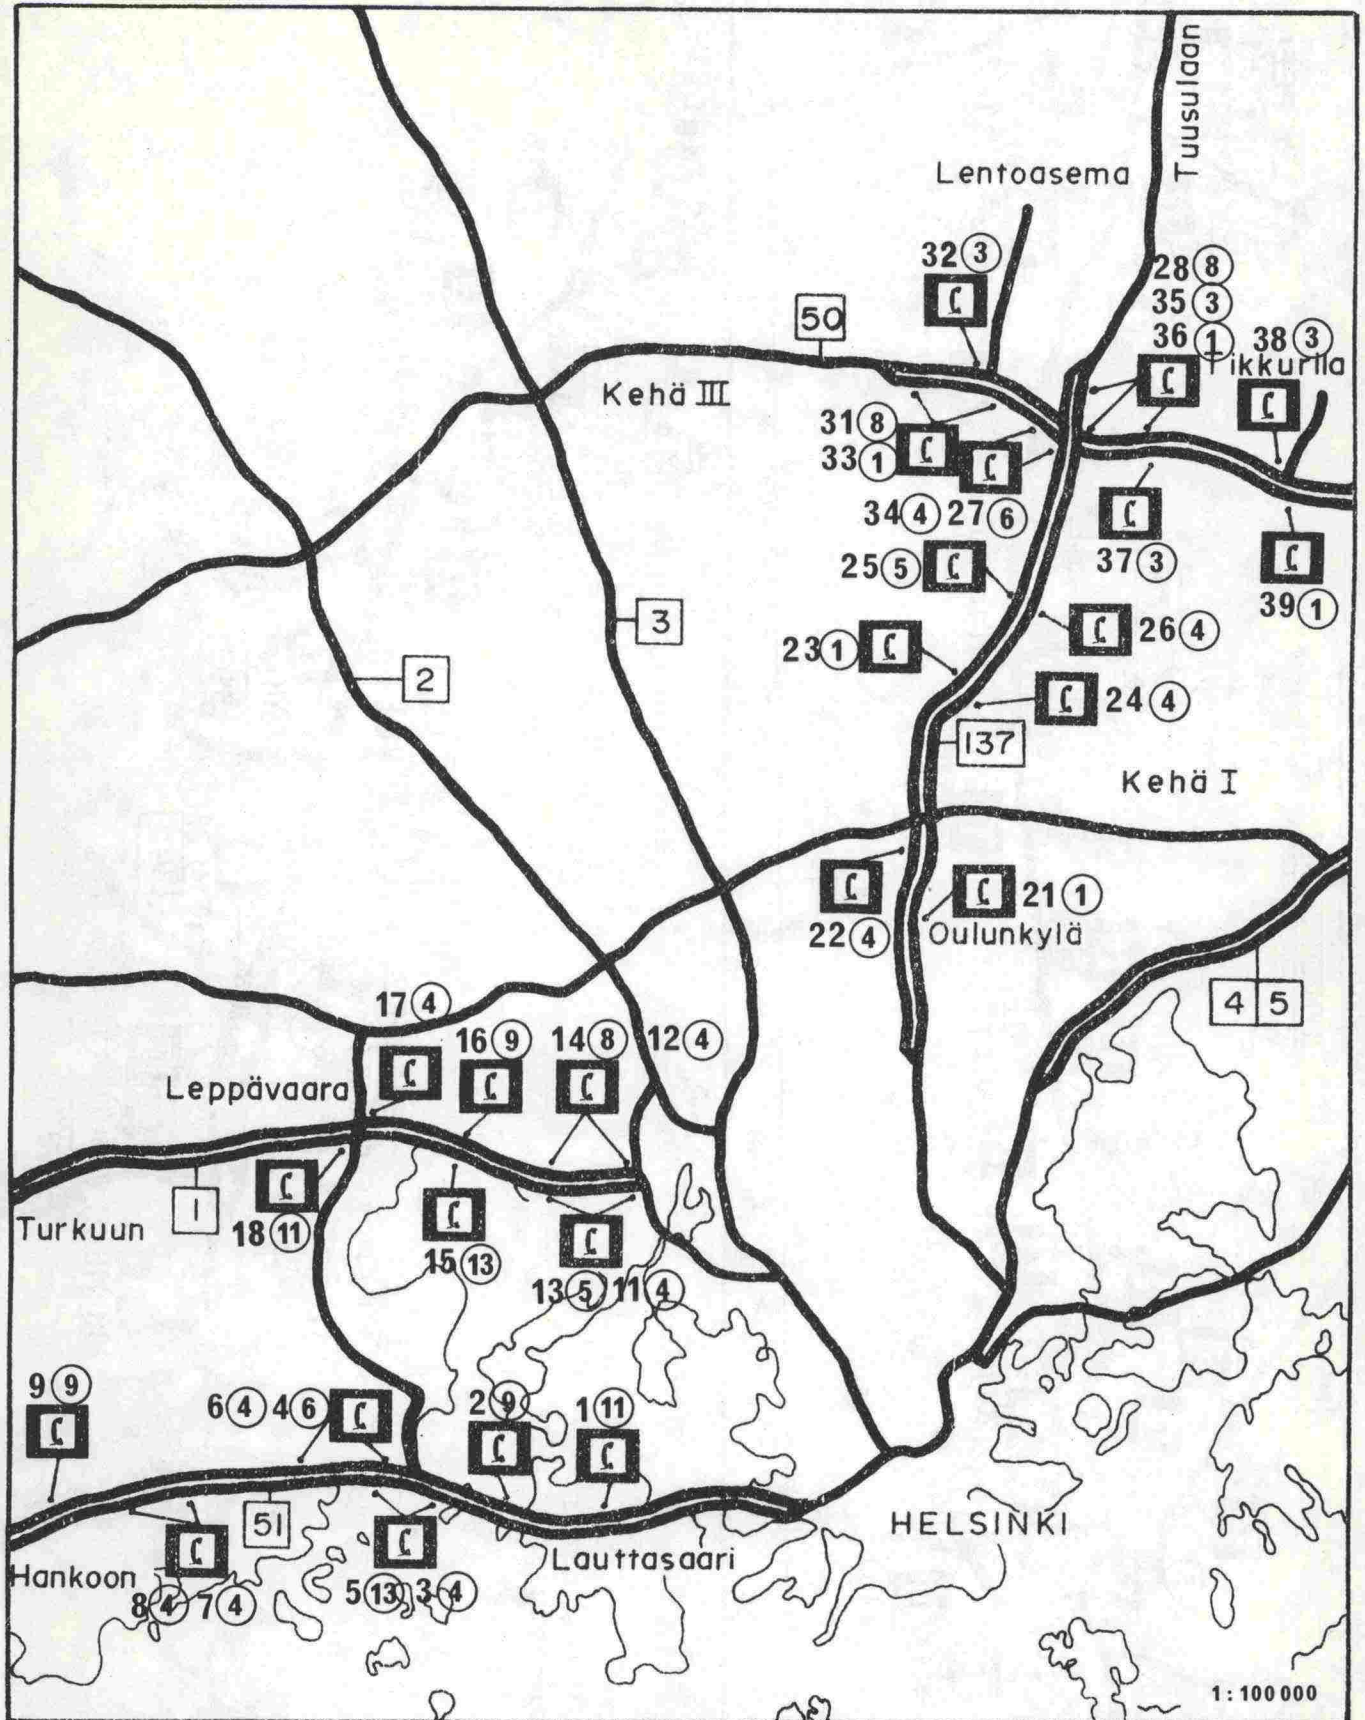 Tuusulaan
Lentoasema
32 3
28 8
35 3
36 1
38 3
Tikkurila
50
Kehä III
31 8
33 1
34 4 27 6
37 3
25 5
39 1
3
26 4
23 1
2
24 4
137
Kehä I
21 1
22 4
Oulunkylä
4 5
17 4
16 9
14 8
12 4
Leppävaara
1
Turkuun
18 11
15 13
13 5 11 4
9 9
6 4 4 6
2 9
1 11
51
HELSINKI
Lauttasaari
Hankoon
8 4 7 4
5 13 3 4
1:100 000